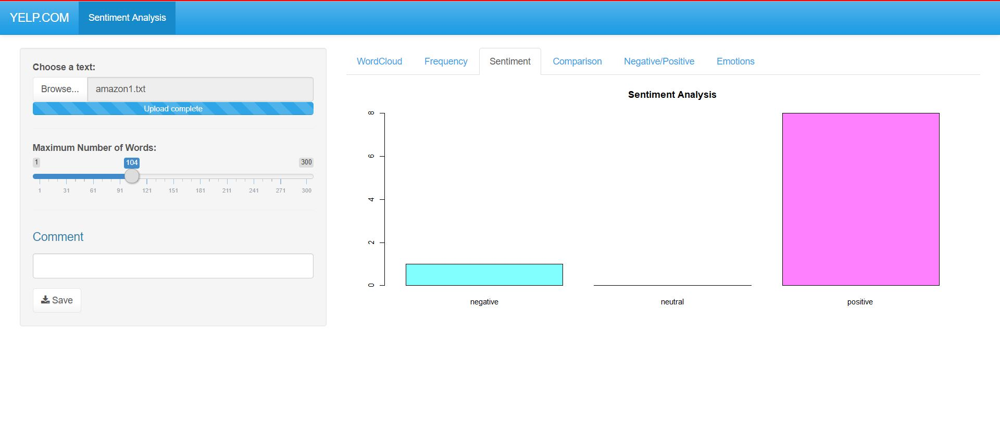 YELP.COM Sentiment Analysis
Choose a text:
Browse... amazon1.txt
Upload complete
Maximum Number of Words:
1 104 300
1 31 61 91 121 151 181 211 241 271 300
Comment
Save
WordCloud Frequency Sentiment Comparison Negative/Positive Emotions
Sentiment Analysis
8
6
4
2
0
negative neutral positive